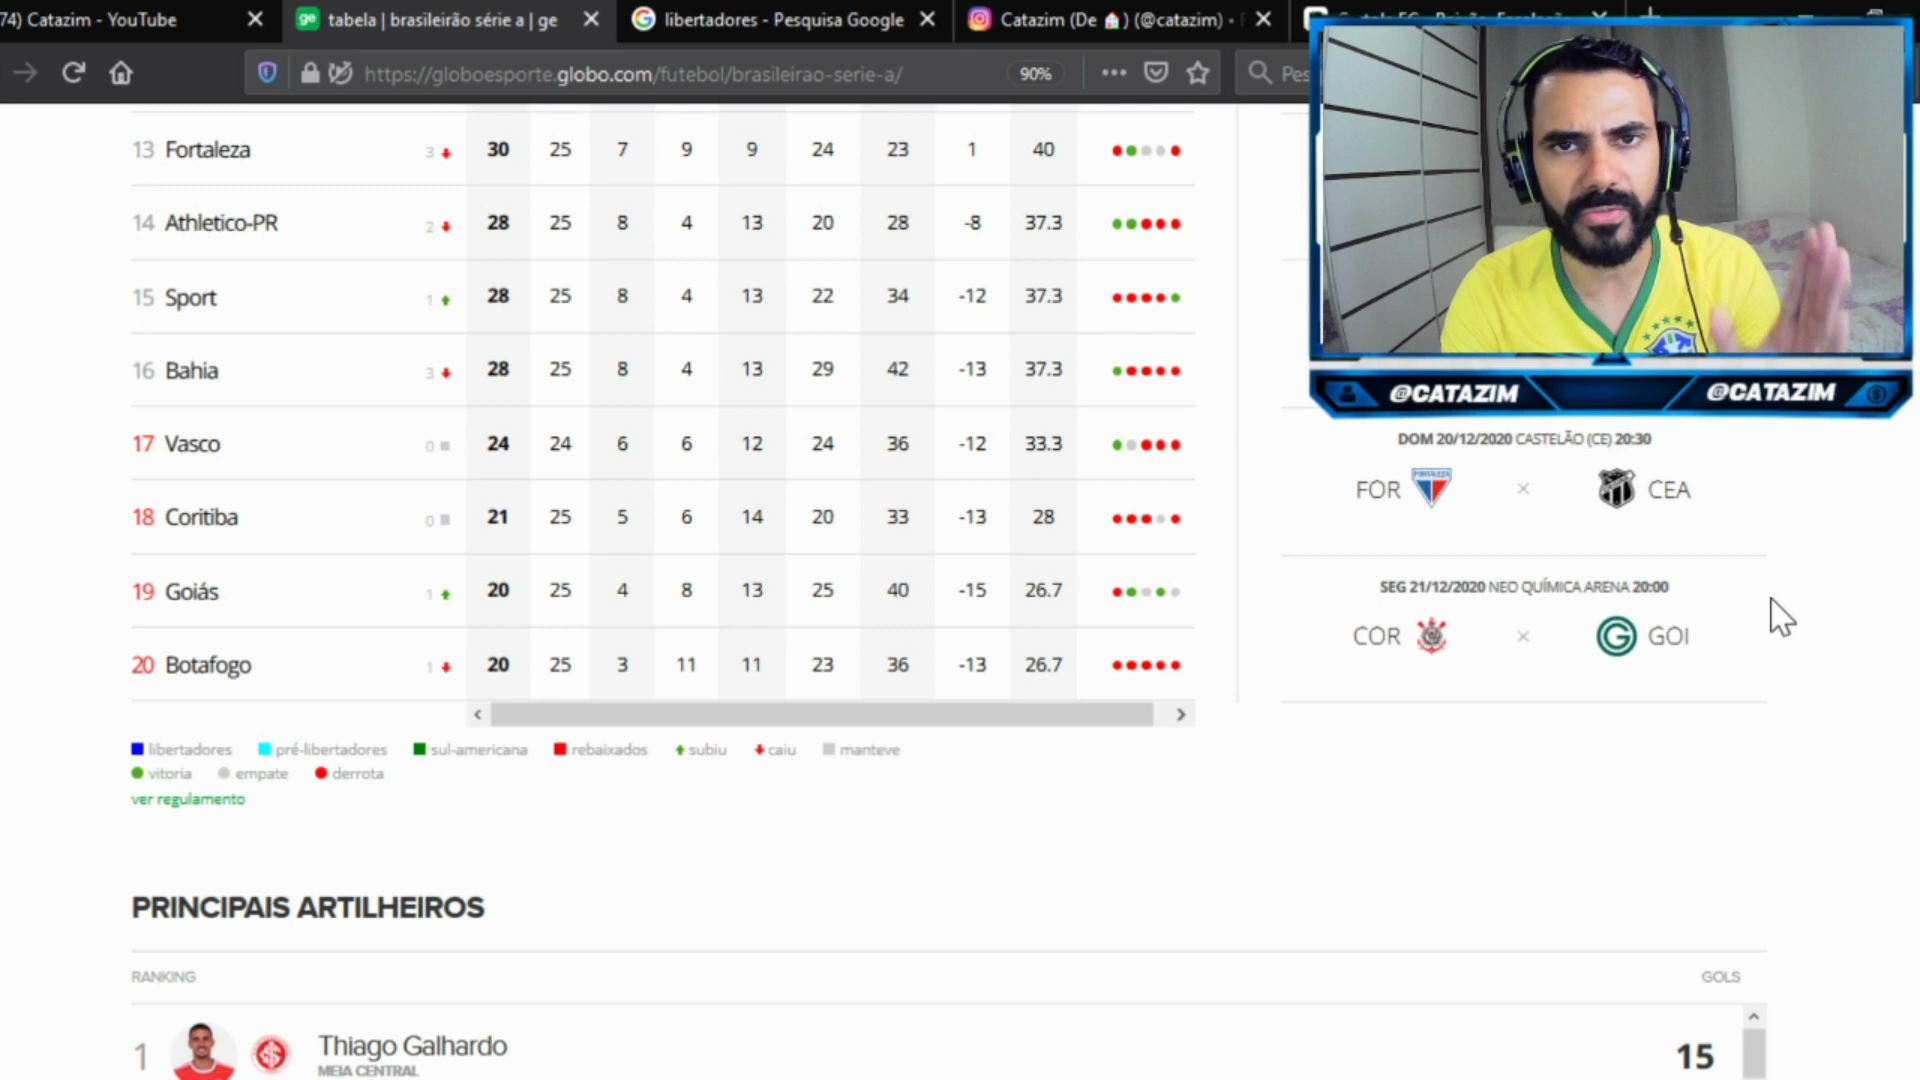 74) Catazim - YouTube
ge tabela | brasileirão série a | ge
libertadores - Pesquisa Google
Catazim (De 🏠) (@catazim) ·
https://globoesporte.globo.com/futebol/brasileirao-serie-a/
90%
Pes
13 Fortaleza 3 30 25 7 9 9 24 23 1 40
14 Athletico-PR 2 28 25 8 4 13 20 28 -8 37.3
15 Sport 1 28 25 8 4 13 22 34 -12 37.3
16 Bahia 3 28 25 8 4 13 29 42 -13 37.3
17 Vasco 0 24 24 6 6 12 24 36 -12 33.3
18 Coritiba 0 21 25 5 6 14 20 33 -13 28
19 Goiás 1 20 25 4 8 13 25 40 -15 26.7
20 Botafogo 1 20 25 3 11 11 23 36 -13 26.7
libertadores pré-libertadores sul-americana rebaixados subiu caiu manteve
vitoria empate derrota
ver regulamento
@CATAZIM @CATAZIM
DOM 20/12/2020 CASTELÃO (CE) 20:30
FOR × CEA
SEG 21/12/2020 NEO QUÍMICA ARENA 20:00
COR × GOI
PRINCIPAIS ARTILHEIROS
RANKING GOLS
1 Thiago Galhardo 15
MEIA CENTRAL